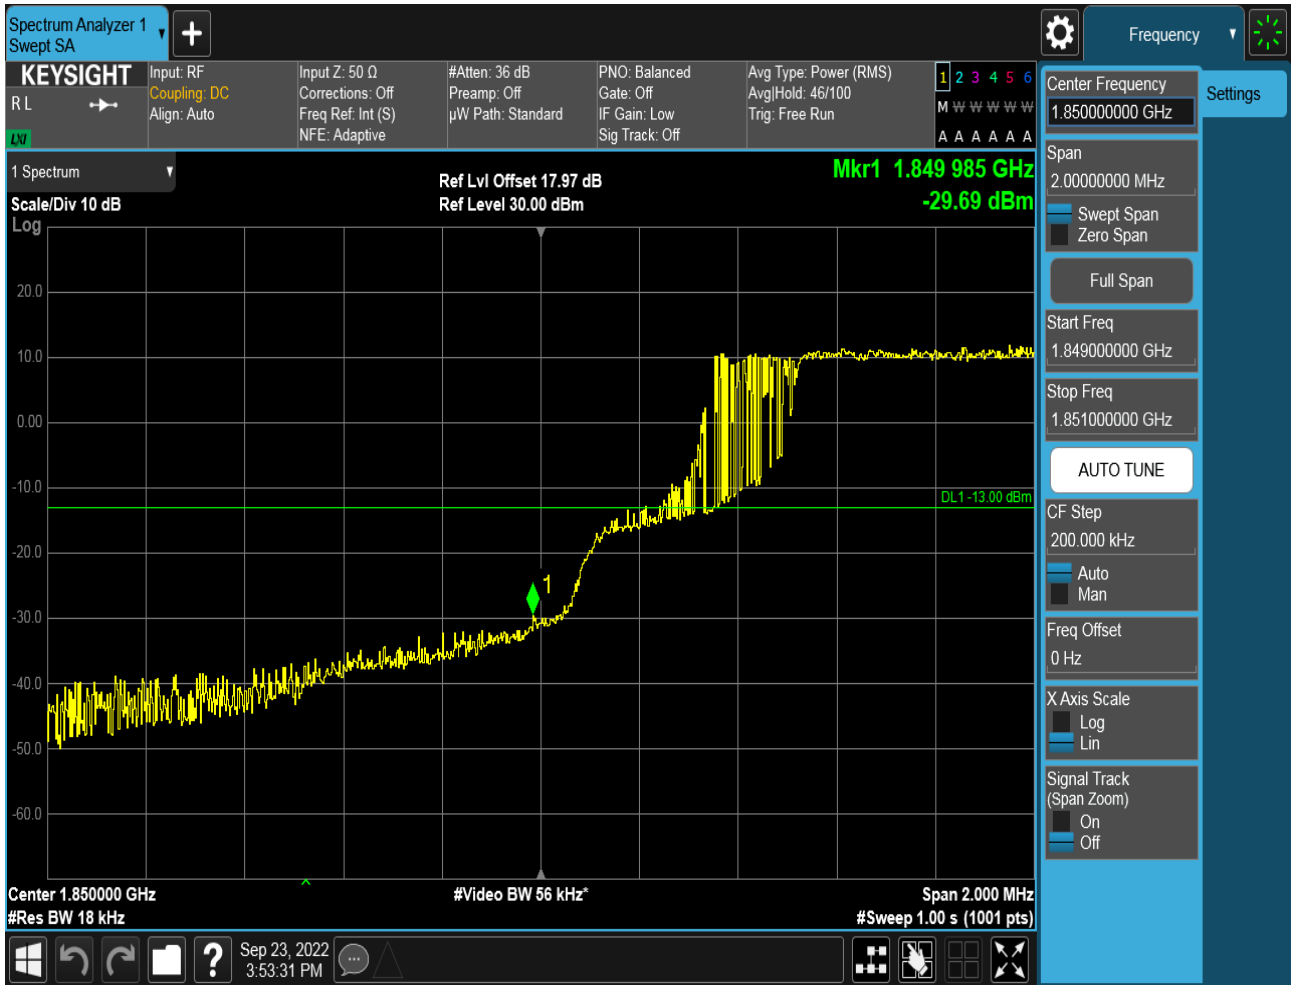 Spectrum Analyzer 1
Swept SA
Frequency
KEYSIGHT
R L
LXI
Input: RF
Coupling: DC
Align: Auto
Input Z: 50 Ω
Corrections: Off
Freq Ref: Int (S)
NFE: Adaptive
#Atten: 36 dB
Preamp: Off
µW Path: Standard
PNO: Balanced
Gate: Off
IF Gain: Low
Sig Track: Off
Avg Type: Power (RMS)
Avg|Hold: 46/100
Trig: Free Run
1 2 3 4 5 6
M W W W W W
A A A A A A
1 Spectrum
Scale/Div 10 dB
Log
Ref Lvl Offset 17.97 dB
Ref Level 30.00 dBm
Mkr1 1.849 985 GHz
-29.69 dBm
20.0
10.0
0.00
-10.0
-20.0
-30.0
-40.0
-50.0
-60.0
DL1 -13.00 dBm
1
Center 1.850000 GHz
#Res BW 18 kHz
#Video BW 56 kHz*
Span 2.000 MHz
#Sweep 1.00 s (1001 pts)
Sep 23, 2022
3:53:31 PM
?
Center Frequency
1.850000000 GHz
Settings
Span
2.00000000 MHz
Swept Span
Zero Span
Full Span
Start Freq
1.849000000 GHz
Stop Freq
1.851000000 GHz
AUTO TUNE
CF Step
200.000 kHz
Auto
Man
Freq Offset
0 Hz
X Axis Scale
Log
Lin
Signal Track
(Span Zoom)
On
Off